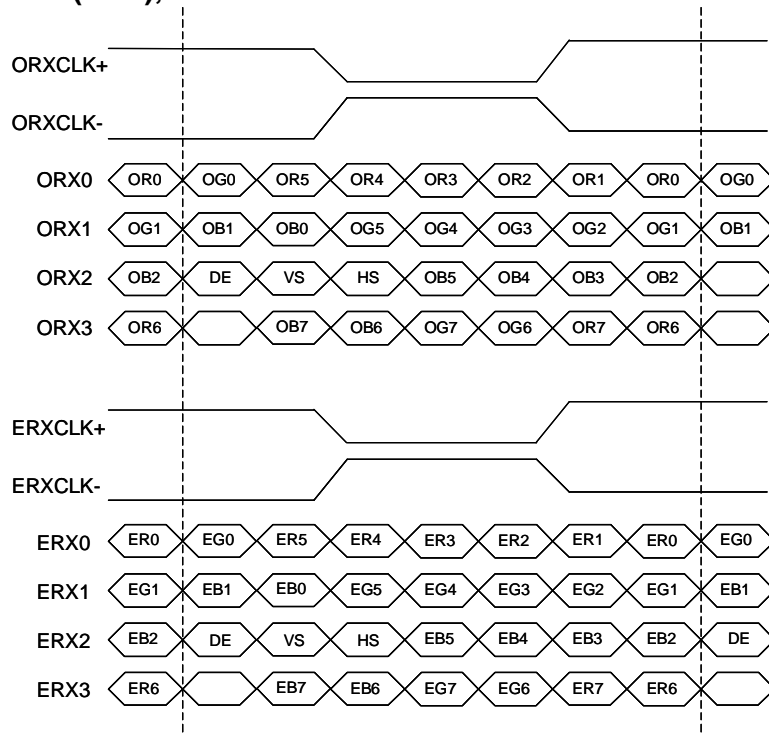 ORXCLK+
ORXCLK-
ORX0 OR0 OG0 OR5 OR4 OR3 OR2 OR1 OR0 OG0
ORX1 OG1 OB1 OB0 OG5 OG4 OG3 OG2 OG1 OB1
ORX2 OB2 DE VS HS OB5 OB4 OB3 OB2
ORX3 OR6 OB7 OB6 OG7 OG6 OR7 OR6
ERXCLK+
ERXCLK-
ERX0 ER0 EG0 ER5 ER4 ER3 ER2 ER1 ER0 EG0
ERX1 EG1 EB1 EB0 EG5 EG4 EG3 EG2 EG1 EB1
ERX2 EB2 DE VS HS EB5 EB4 EB3 EB2 DE
ERX3 ER6 EB7 EB6 EG7 EG6 ER7 ER6